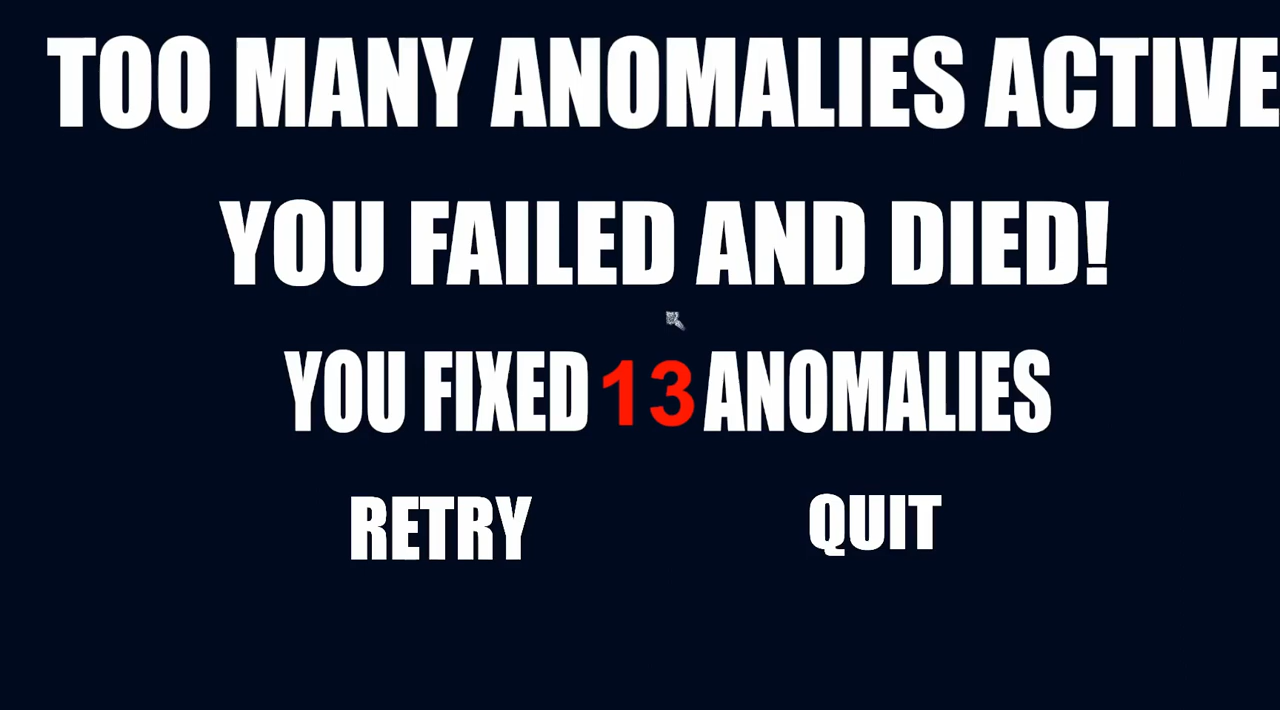 TOO MANY ANOMALIES ACTIVE
YOU FAILED AND DIED!
YOU FIXED 13 ANOMALIES
RETRY QUIT